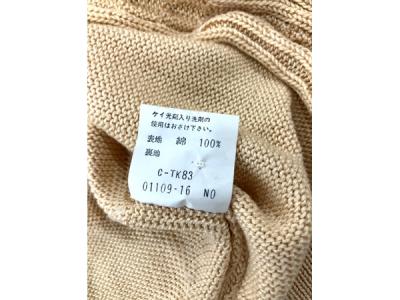 ケイ光剤入り洗剤の
使用はおさけ下さい。
表地 綿 100%
裏地
C-TK83
01109-16 NO